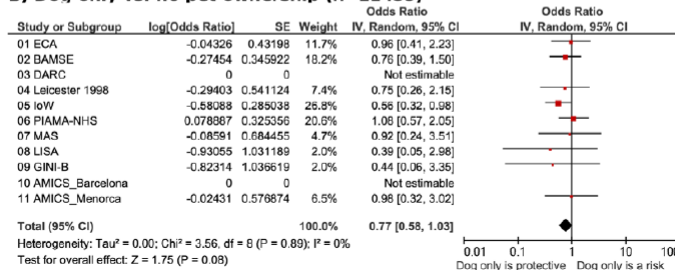 Odds Ratio Odds Ratio
Study or Subgroup log[Odds Ratio] SE Weight IV, Random, 95% CI IV, Random, 95% CI
01 ECA -0.04326 0.43198 11.7% 0.96 [0.41, 2.23]
02 BAMSE -0.27454 0.345922 18.2% 0.76 [0.39, 1.50]
03 DARC 0 0 Not estimable
04 Leicester 1998 -0.29403 0.541124 7.4% 0.75 [0.26, 2.15]
05 IoW -0.58088 0.285038 26.8% 0.56 [0.32, 0.98]
06 PIAMA-NHS 0.078887 0.325356 20.6% 1.08 [0.57, 2.05]
07 MAS -0.08591 0.684455 4.7% 0.92 [0.24, 3.51]
08 LISA -0.93055 1.031189 2.0% 0.39 [0.05, 2.98]
09 GINI-B -0.82314 1.036619 2.0% 0.44 [0.06, 3.35]
10 AMICS_Barcelona 0 0 Not estimable
11 AMICS_Menorca -0.02431 0.576874 6.5% 0.98 [0.32, 3.02]
Total (95% CI) 100.0% 0.77 [0.58, 1.03]
Heterogeneity: Tau² = 0.00; Chi² = 3.56, df = 8 (P = 0.89); I² = 0%
Test for overall effect: Z = 1.75 (P = 0.08)
0.01 0.1 1 10 100
Dog only is protective Dog only is a risk